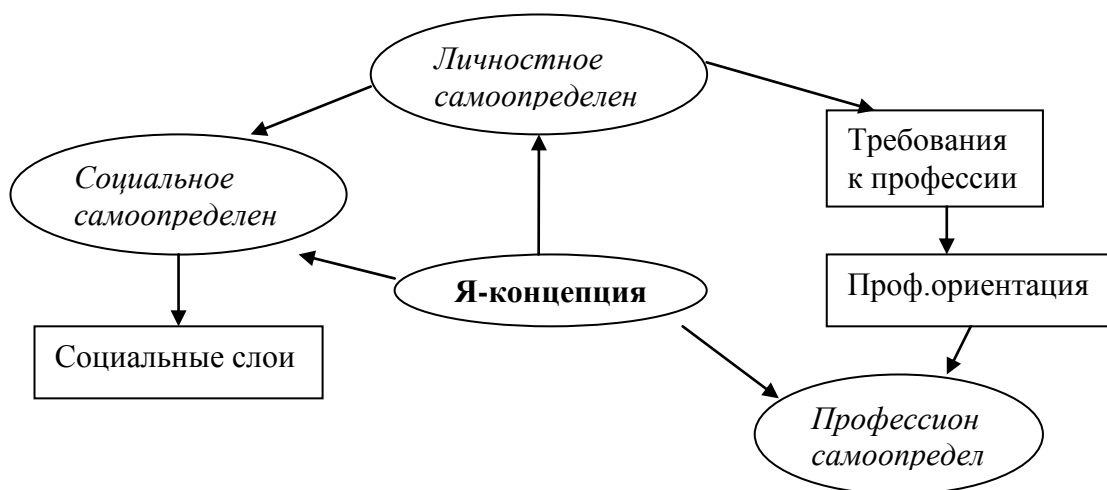 Личностное
самоопределен
Требования
к профессии
Социальное
самоопределен
Я-концепция
Проф.ориентация
Социальные слои
Профессион
самоопредел